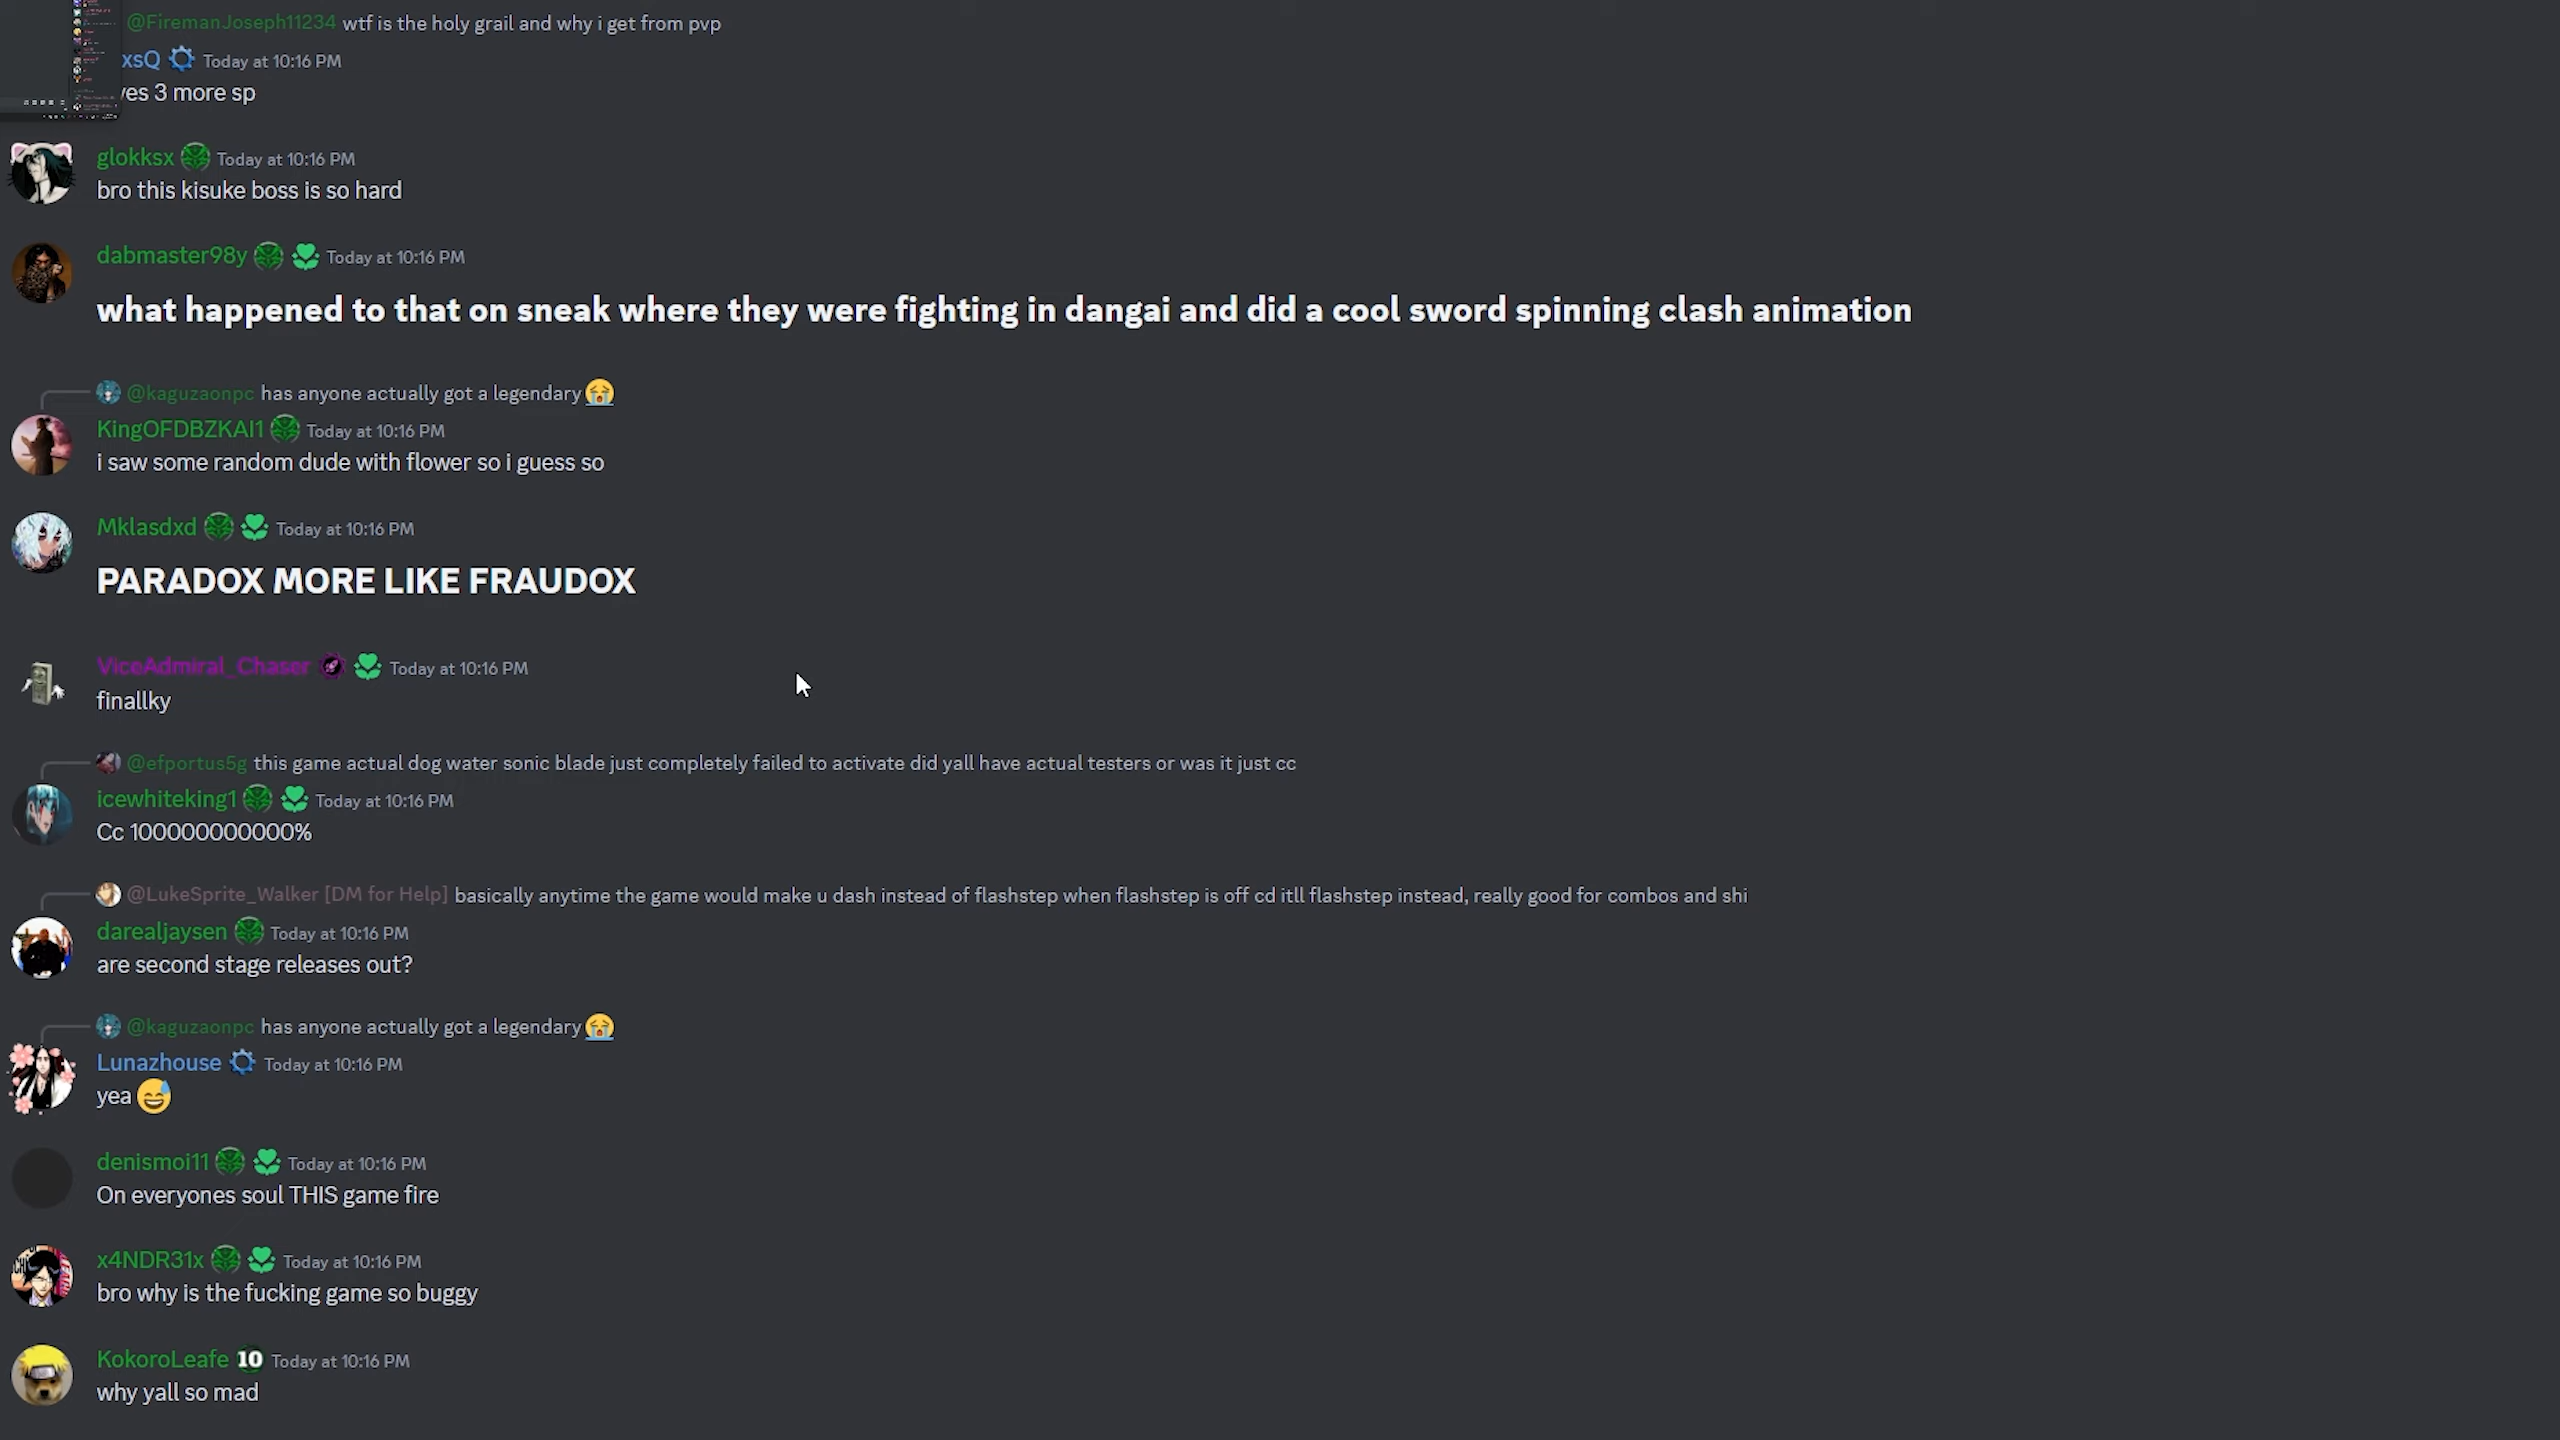 @FiremanJoseph11234 wtf is the holy grail and why i get from pvp
xsQ Today at 10:16 PM
yes 3 more sp
glokksx Today at 10:16 PM
bro this kisuke boss is so hard
dabmaster98y Today at 10:16 PM
what happened to that on sneak where they were fighting in dangai and did a cool sword spinning clash animation
@kaguzaonpc has anyone actually got a legendary 😭
KingOFDBZKAI1 Today at 10:16 PM
i saw some random dude with flower so i guess so
Mklasdxd Today at 10:16 PM
PARADOX MORE LIKE FRAUDOX
ViceAdmiral_Chaser Today at 10:16 PM
finallky
@efportus5g this game actual dog water sonic blade just completely failed to activate did yall have actual testers or was it just cc
icewhiteking1 Today at 10:16 PM
Cc 1000000000000%
@LukeSprite_Walker [DM for Help] basically anytime the game would make u dash instead of flashstep when flashstep is off cd itll flashstep instead, really good for combos and shi
darealjaysen Today at 10:16 PM
are second stage releases out?
@kaguzaonpc has anyone actually got a legendary 😭
Lunazhouse Today at 10:16 PM
yea 😅
denismoi11 Today at 10:16 PM
On everyones soul THIS game fire
x4NDR31x Today at 10:16 PM
bro why is the fucking game so buggy
KokoroLeafe 10 Today at 10:16 PM
why yall so mad